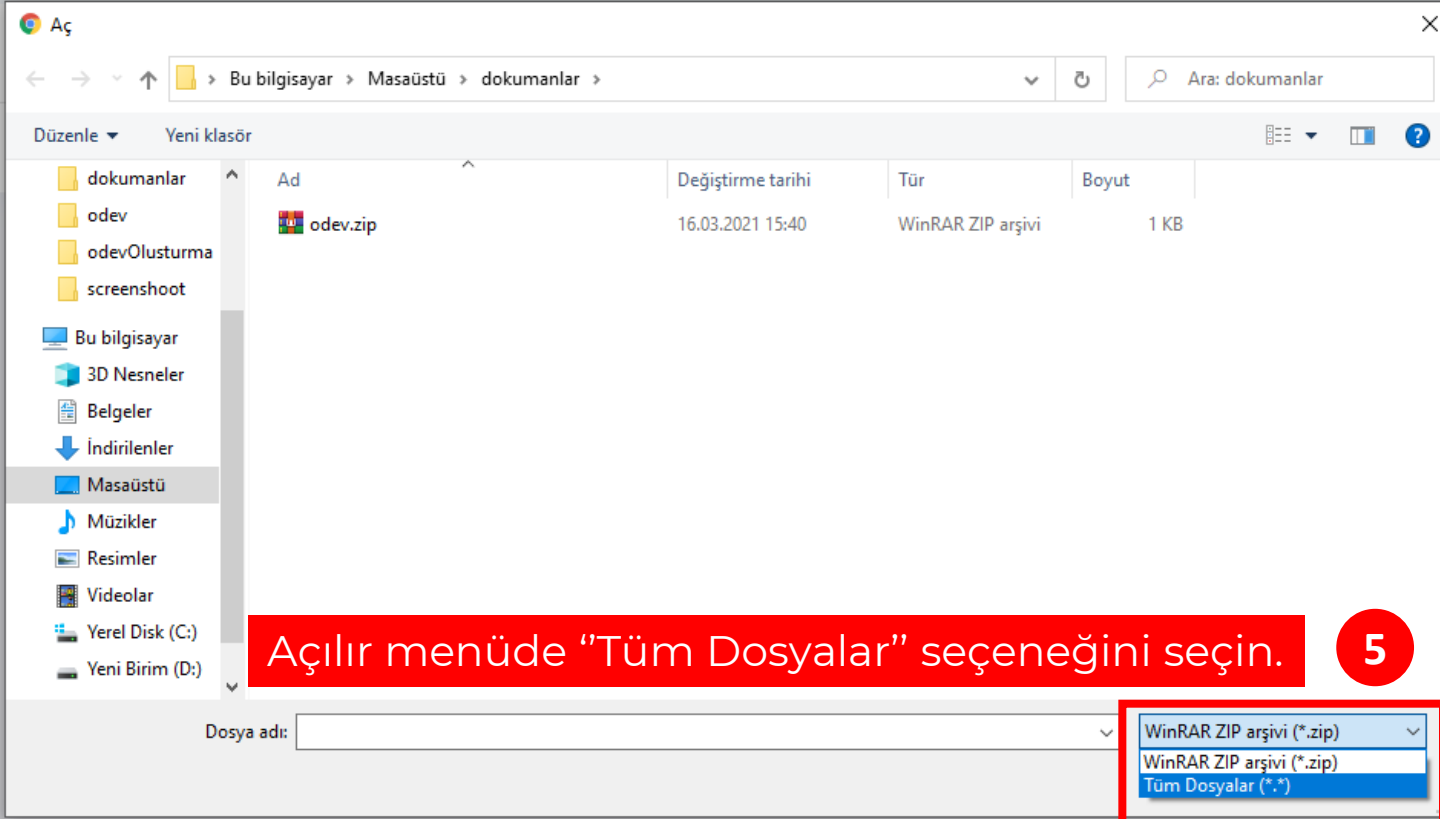 Aç
Bu bilgisayar > Masaüstü > dokumanlar >
Ara: dokumanlar
Düzenle
Yeni klasör
dokumanlar
odev
odevOlusturma
screenshoot
Bu bilgisayar
3D Nesneler
Belgeler
İndirilenler
Masaüstü
Müzikler
Resimler
Videolar
Yerel Disk (C:)
Yeni Birim (D:)
Ad Değiştirme tarihi Tür Boyut
odev.zip 16.03.2021 15:40 WinRAR ZIP arşivi 1 KB
Açılır menüde ‘’Tüm Dosyalar’’ seçeneğini seçin. 5
Dosya adı:
WinRAR ZIP arşivi (*.zip)
WinRAR ZIP arşivi (*.zip)
Tüm Dosyalar (*.*)